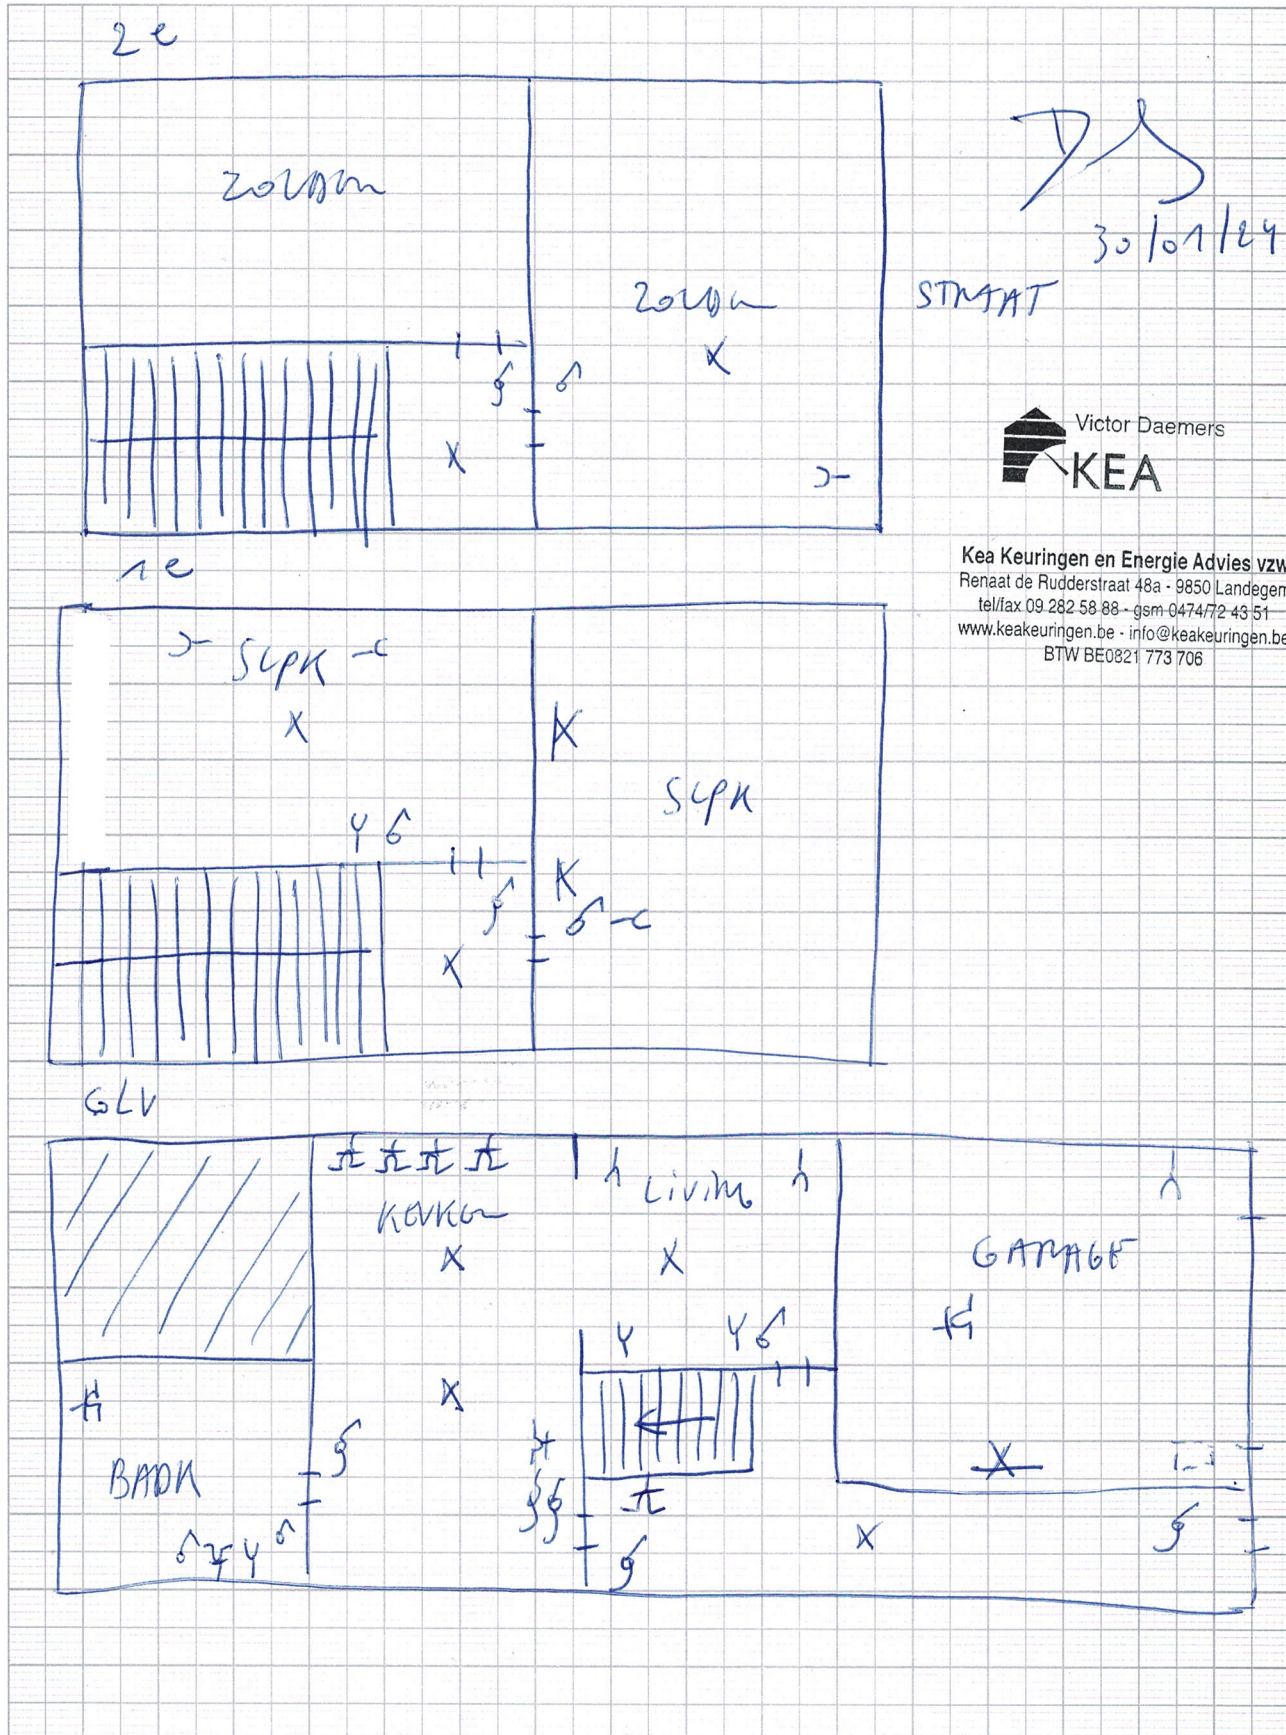 2e
ZOLDER
30/01/24
ZOLDER
STRAAT
Victor Daemers
KEA
Kea Keuringen en Energie Advies vzw
Renaat de Rudderstraat 48a - 9850 Landegem
tel/fax 09 282 58 88 - gsm 0474/72 43 51
www.keakeuringen.be - info@keakeuringen.be
BTW BE0821 773 706
1e
SLPK
SLPK
GLV
KEUKEN
LIVING
GARAGE
BADK